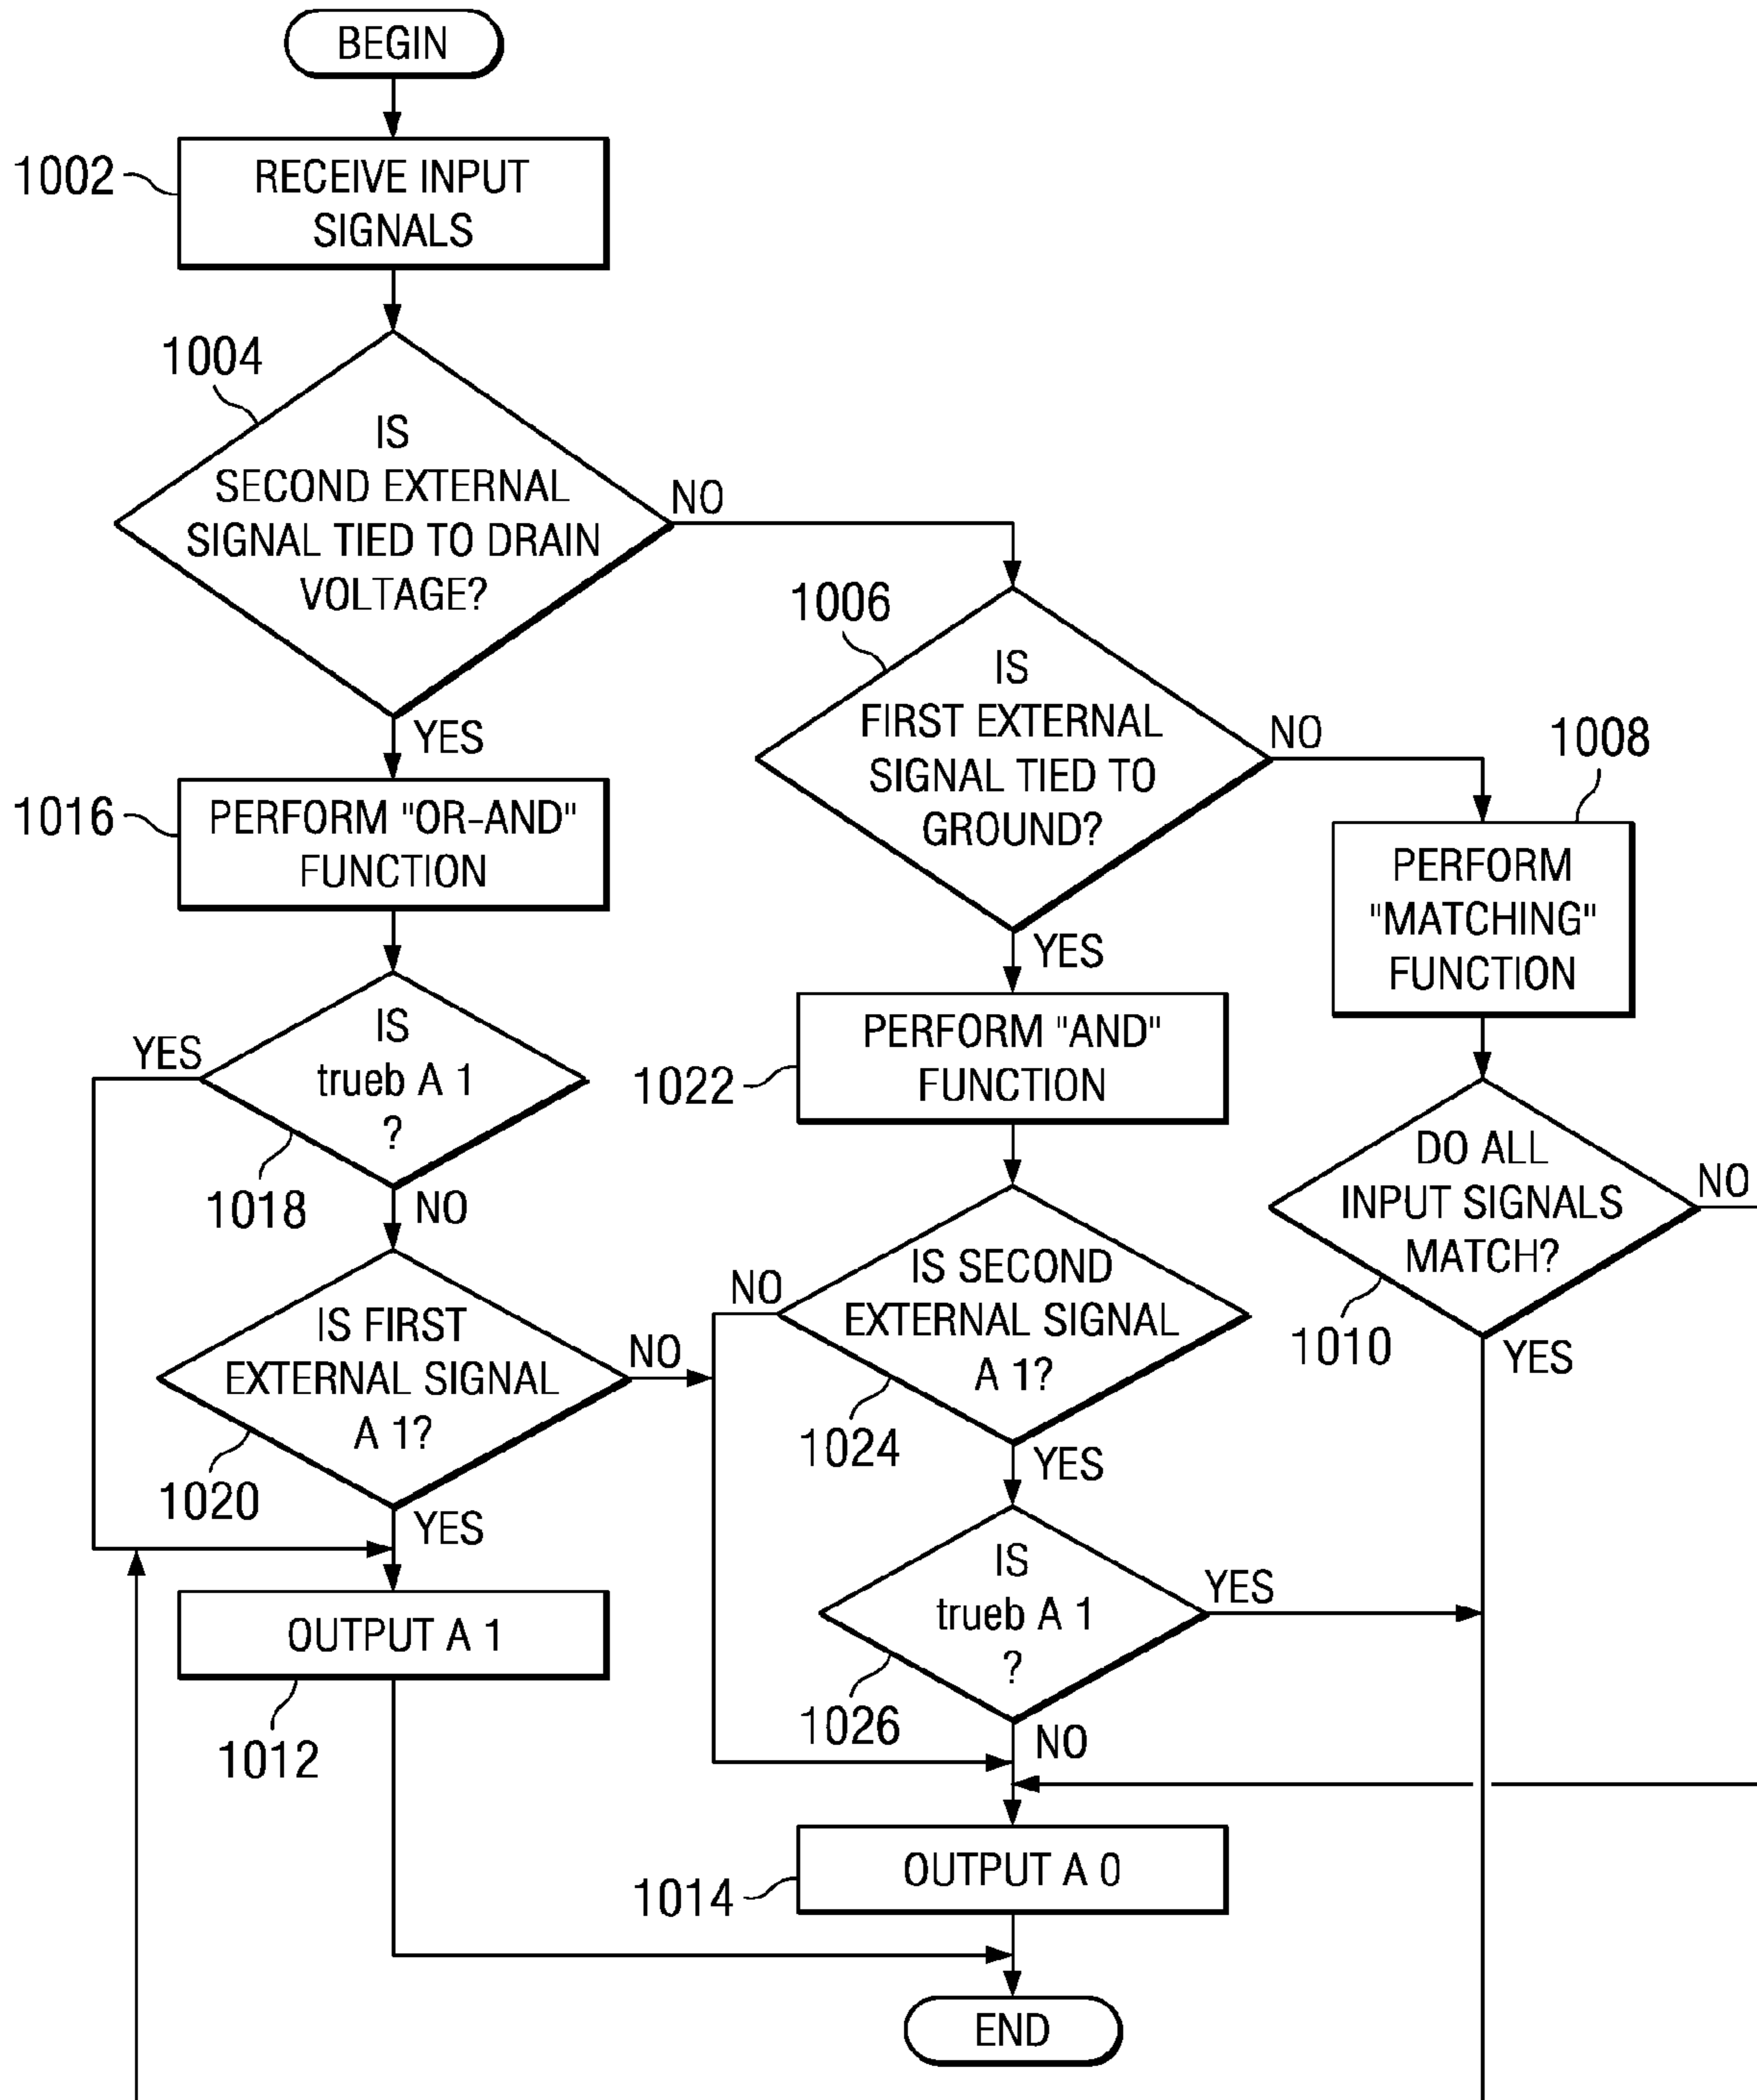 BEGIN
1002
RECEIVE INPUT
SIGNALS
1004
IS
SECOND EXTERNAL
SIGNAL TIED TO DRAIN
VOLTAGE?
NO
YES
1006
IS
FIRST EXTERNAL
SIGNAL TIED TO
GROUND?
NO
YES
1008
PERFORM
"MATCHING"
FUNCTION
1016
PERFORM "OR-AND"
FUNCTION
IS
trueb A 1
?
YES
1018
NO
1022
PERFORM "AND"
FUNCTION
DO ALL
INPUT SIGNALS
MATCH?
NO
1010
YES
IS FIRST
EXTERNAL SIGNAL
A 1?
NO
1020
YES
NO
IS SECOND
EXTERNAL SIGNAL
A 1?
1024
YES
IS
trueb A 1
?
YES
1026
NO
OUTPUT A 1
1012
OUTPUT A 0
1014
END